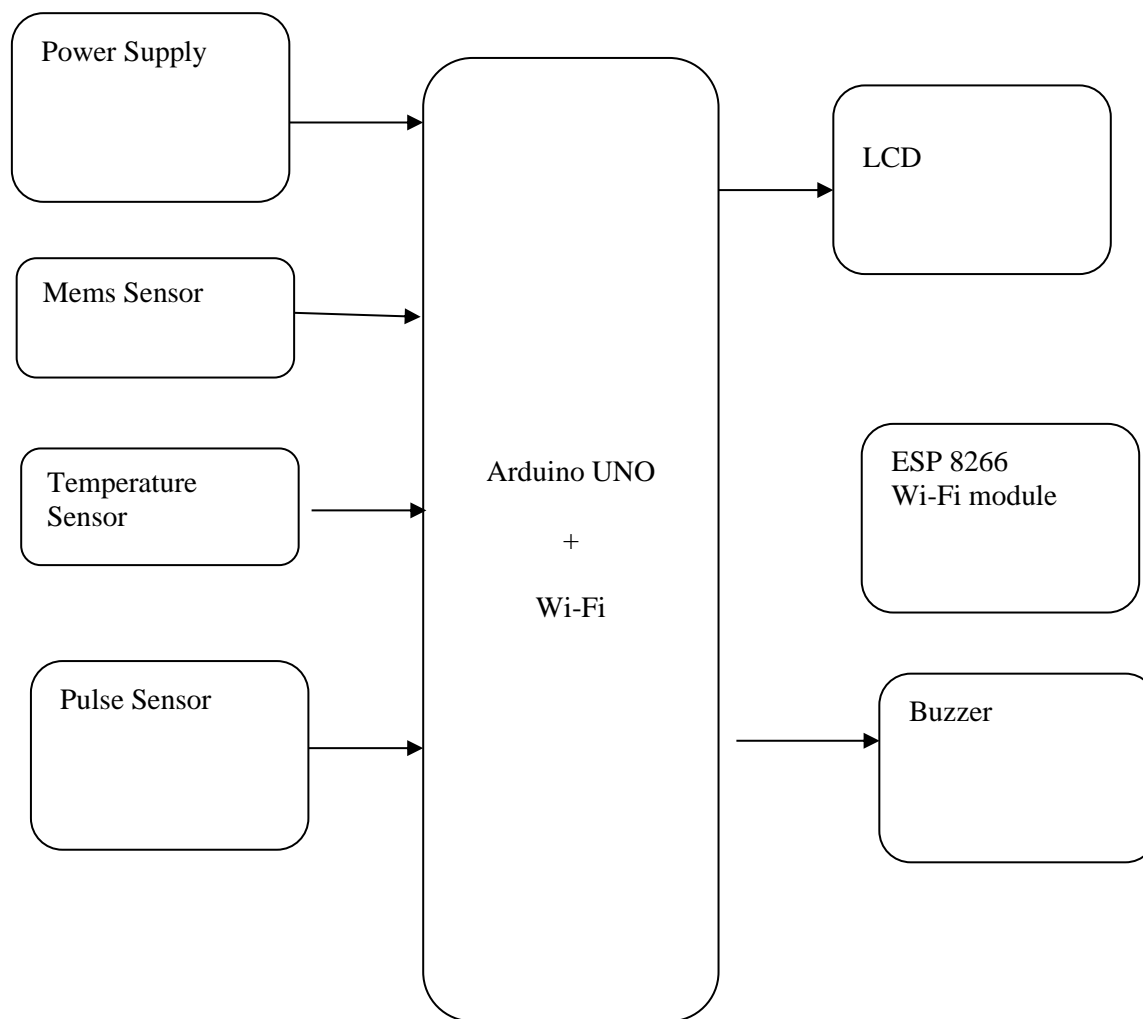 Power Supply
Mems Sensor
Temperature
Sensor
Pulse Sensor
Arduino UNO
+
Wi-Fi
LCD
ESP 8266
Wi-Fi module
Buzzer